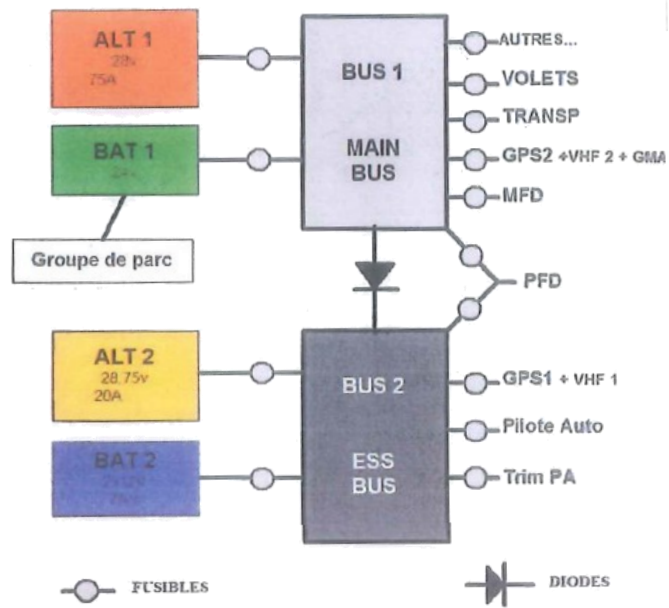 ALT 1
28v
75A
BUS 1
MAIN
BUS
AUTRES...
VOLETS
TRANSP
GPS2 +VHF 2 + GMA
MFD
BAT 1
24v
Groupe de parc
PFD
ALT 2
28,75v
20A
BUS 2
ESS
BUS
GPS1 + VHF 1
Pilote Auto
Trim PA
BAT 2
FUSIBLES
DIODES